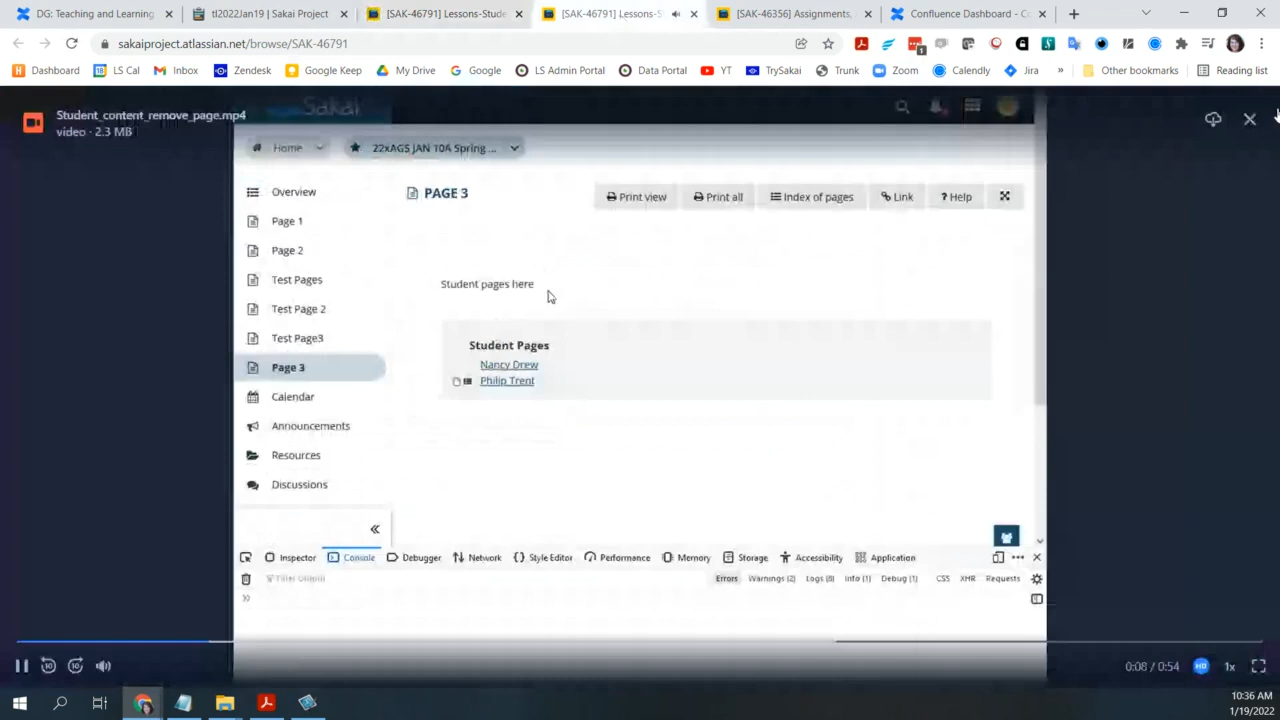 DG: Teaching and Learning
tl2022Jan19 | Sakai Project
[SAK-46791] Lessons-Stude
[SAK-46791] Lessons-S
[SAK-46356] Assignments,
Confluence Dashboard - Co
sakaiproject.atlassian.net/browse/SAK-46791
Dashboard
LS Cal
Inbox
Zendesk
Google Keep
My Drive
Google
LS Admin Portal
Data Portal
YT
TrySakai
Trunk
Zoom
Calendly
Jira
»
Other bookmarks
Reading list
Student_content_remove_page.mp4
video · 2.3 MB
Sakai
Home
22xAGS JAN 10A Spring ...
Overview
Page 1
Page 2
Test Pages
Test Page 2
Test Page3
Page 3
Calendar
Announcements
Resources
Discussions
PAGE 3
Print view
Print all
Index of pages
Link
? Help
Student pages here
Student Pages
Nancy Drew
Philip Trent
Inspector
Console
Debugger
Network
{} Style Editor
Performance
Memory
Storage
Accessibility
Application
Filter Output
Errors
Warnings (2)
Logs (8)
Info (1)
Debug (1)
CSS
XHR
Requests
0:08 / 0:54
HD
1x
10:36 AM
1/19/2022